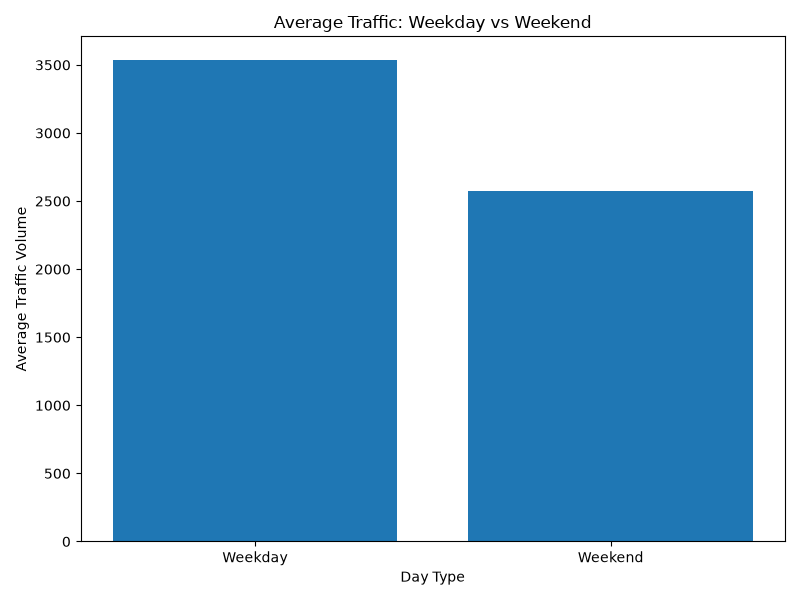 Average Traffic: Weekday vs Weekend
Average Traffic Volume
3500
3000
2500
2000
1500
1000
500
0
Weekday
Weekend
Day Type